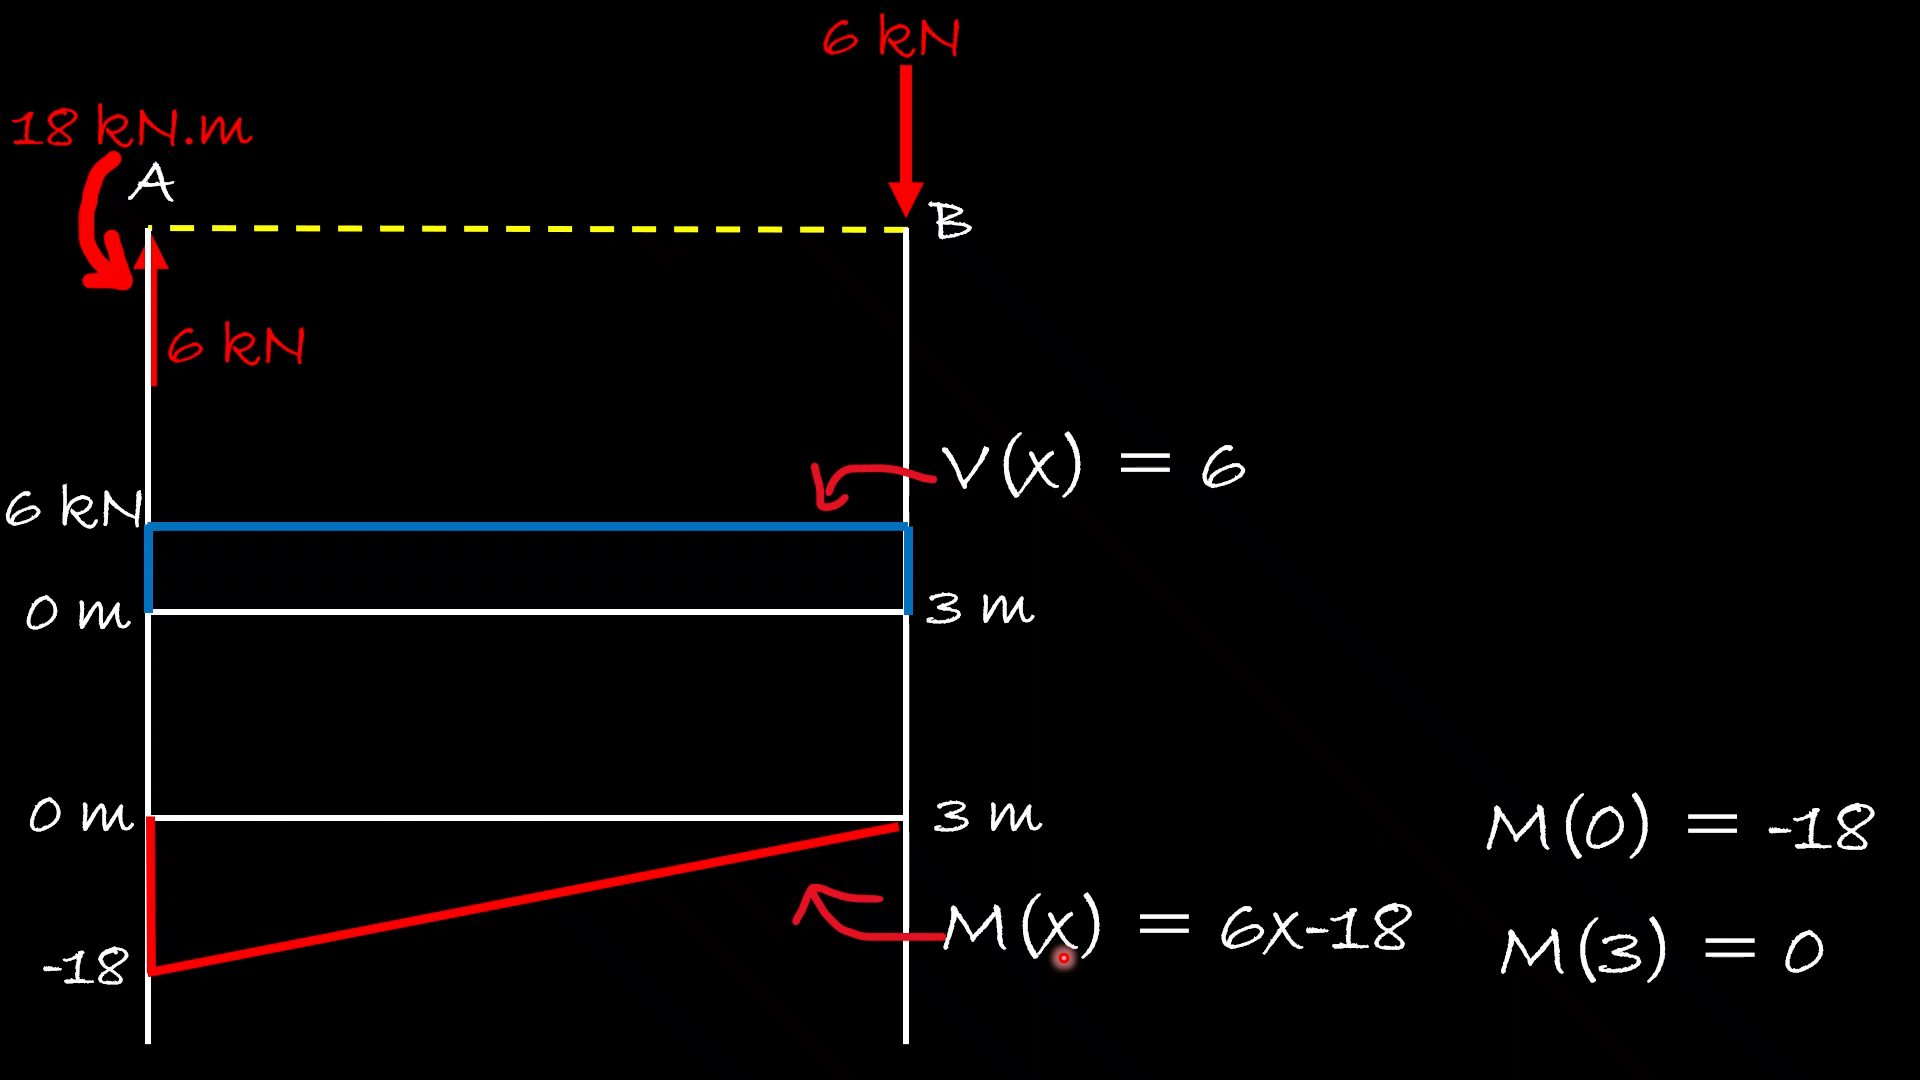 6 kN
18 kN.m
A
B
6 kN
V(x) = 6
6 kN
0 m
3 m
0 m
3 m
M(0) = -18
M(x) = 6x-18
M(3) = 0
-18